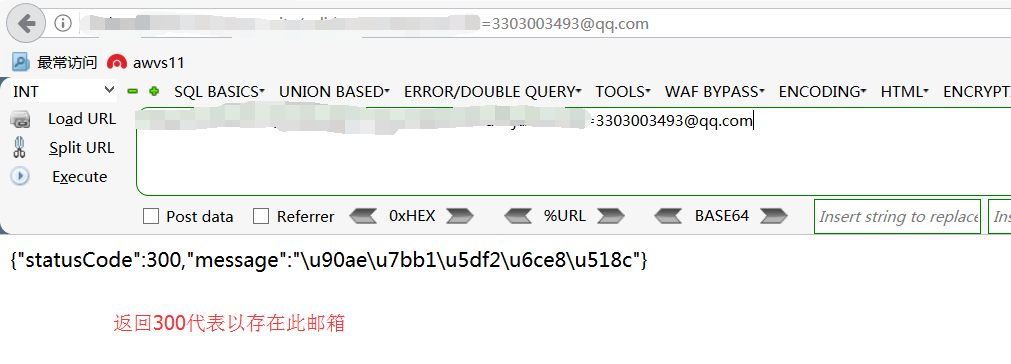 =3303003493@qq.com
最常访问 awvs11
INT SQL BASICS UNION BASED ERROR/DOUBLE QUERY TOOLS WAF BYPASS ENCODING HTML ENCRYPT
Load URL =3303003493@qq.com
Split URL
Execute
Post data Referrer 0xHEX %URL BASE64 Insert string to replace Ins
{"statusCode":300,"message":"\u90ae\u7bb1\u5df2\u6ce8\u518c"}
返回300代表以存在此邮箱